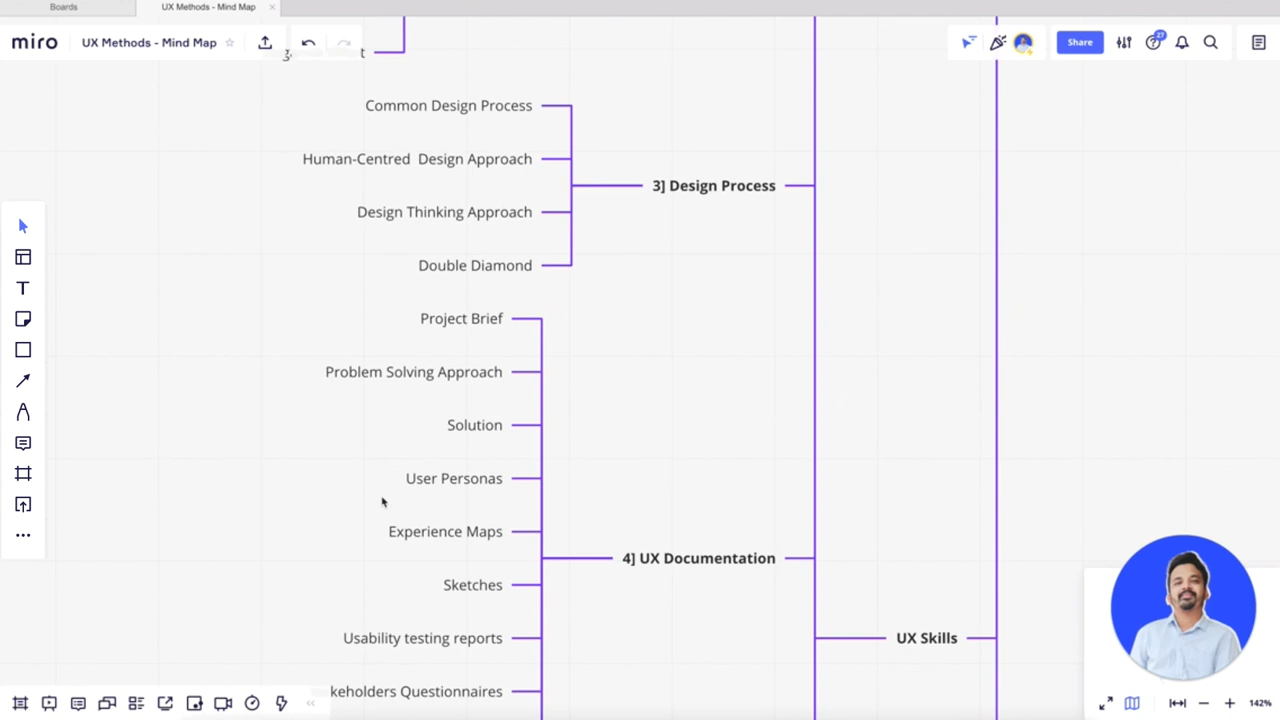 Boards
UX Methods - Mind Map
miro
UX Methods - Mind Map
Share
27
Common Design Process
Human-Centred Design Approach
3] Design Process
Design Thinking Approach
Double Diamond
Project Brief
Problem Solving Approach
Solution
User Personas
Experience Maps
4] UX Documentation
Sketches
Usability testing reports
UX Skills
keholders Questionnaires
142%